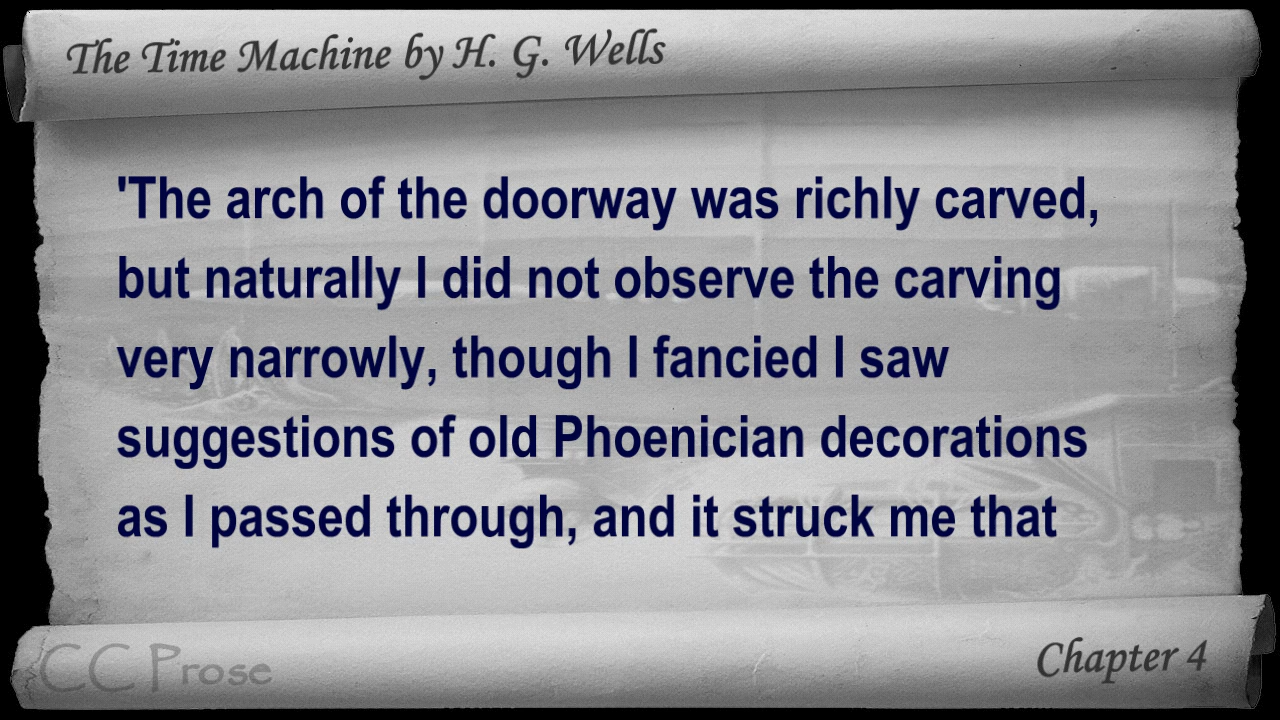 The Time Machine by H. G. Wells
'The arch of the doorway was richly carved,
but naturally I did not observe the carving
very narrowly, though I fancied I saw
suggestions of old Phoenician decorations
as I passed through, and it struck me that
CC Prose
Chapter 4